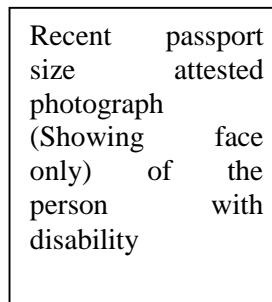 Recent passport
size attested
photograph
(Showing face
only) of the
person with
disability